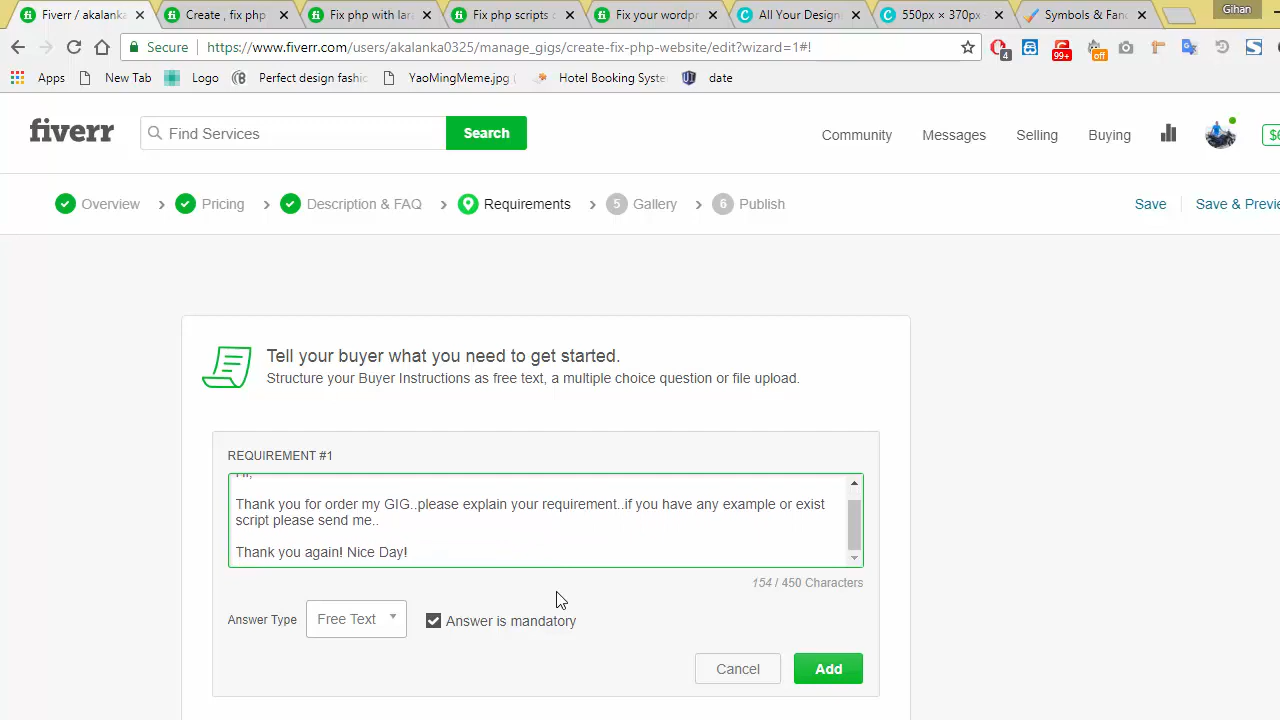 Gihan
Fiverr / akalanka
Create , fix php
Fix php with lar
Fix php scripts
Fix your wordpr
All Your Design
550px × 370px -
Symbols & Fanc
Secure
https://www.fiverr.com/users/akalanka0325/manage_gigs/create-fix-php-website/edit?wizard=1#!
4
99+
off
Apps
New Tab
Logo
Perfect design fashic
YaoMingMeme.jpg (
Hotel Booking Syste
date
fiverr
Find Services
Search
Community
Messages
Selling
Buying
Overview
Pricing
Description & FAQ
Requirements
5 Gallery
6 Publish
Save
Save & Previe
Tell your buyer what you need to get started.
Structure your Buyer Instructions as free text, a multiple choice question or file upload.
REQUIREMENT #1
Hi,
Thank you for order my GIG..please explain your requirement..if you have any example or exist
script please send me..
Thank you again! Nice Day!
154 / 450 Characters
Answer Type
Free Text
Answer is mandatory
Cancel
Add